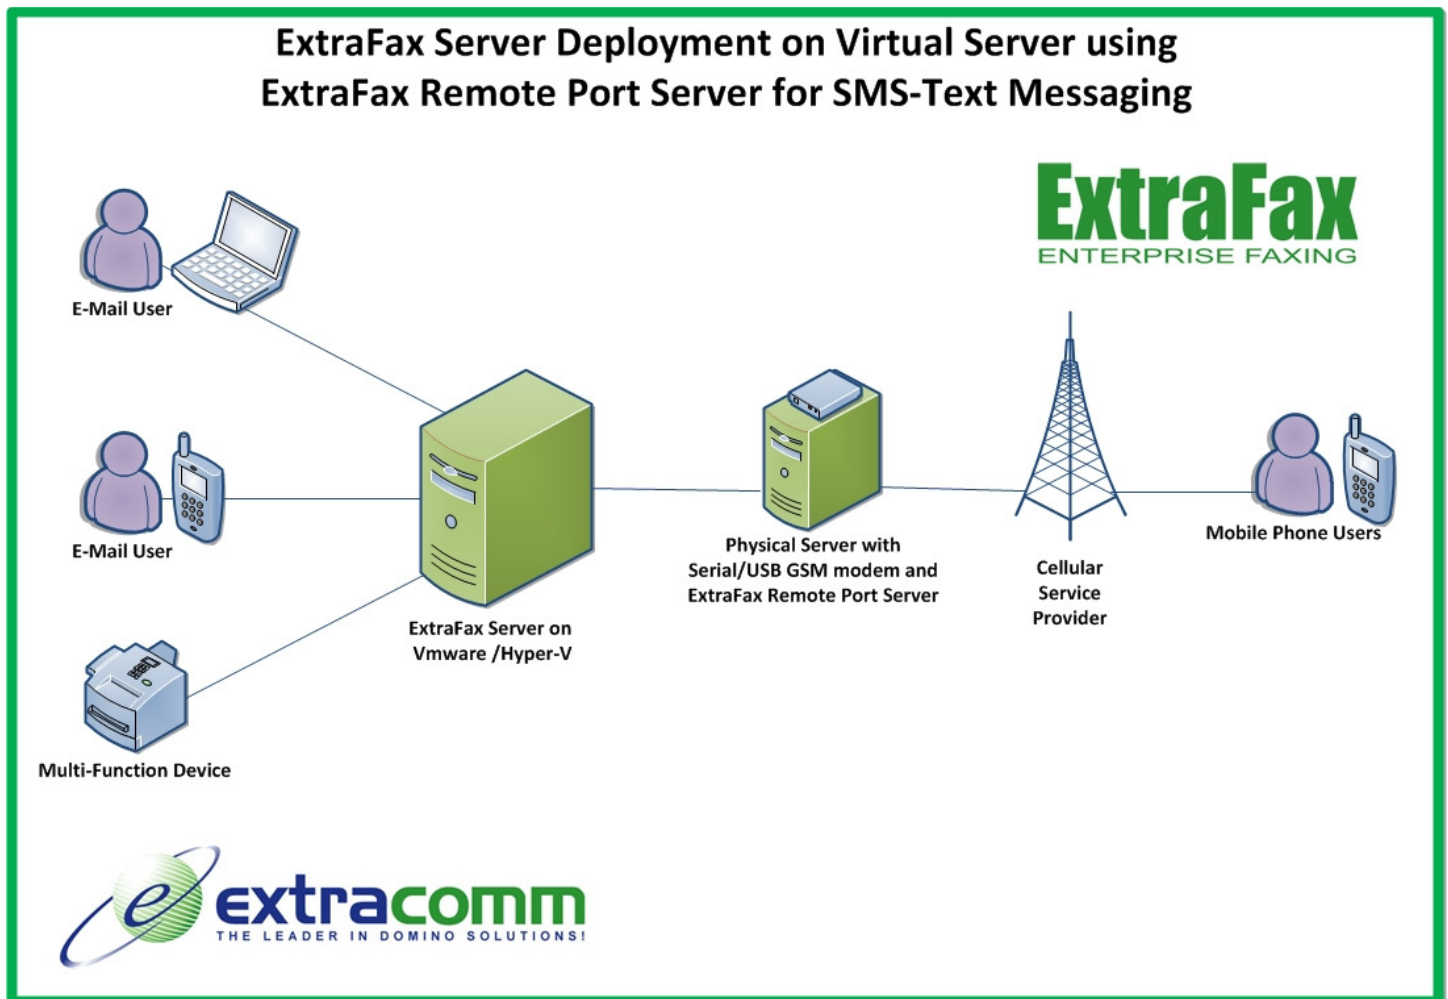 ExtraFax Server Deployment on Virtual Server using
ExtraFax Remote Port Server for SMS-Text Messaging
ExtraFax
ENTERPRISE FAXING
E-Mail User
E-Mail User
Multi-Function Device
ExtraFax Server on
Vmware /Hyper-V
Physical Server with
Serial/USB GSM modem and
ExtraFax Remote Port Server
Cellular
Service
Provider
Mobile Phone Users
e
extracomm
THE LEADER IN DOMINO SOLUTIONS!